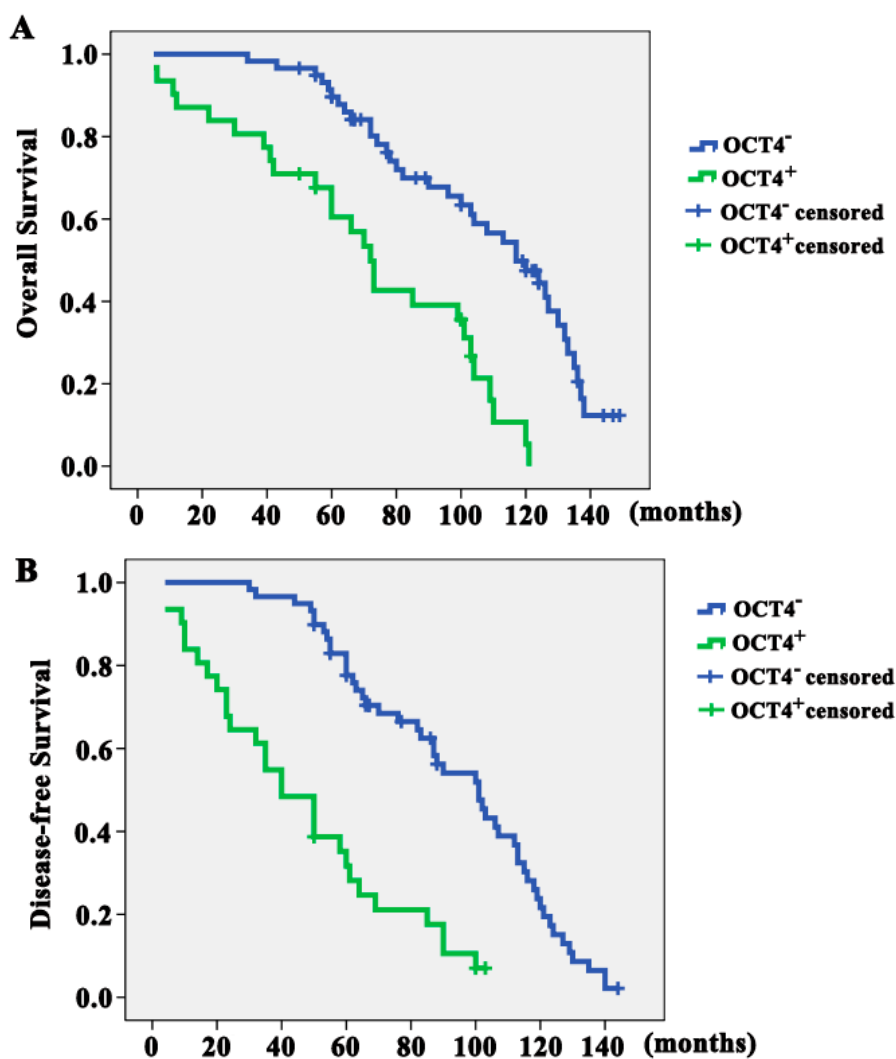 A
Overall Survival
1.0
0.8
0.6
0.4
0.2
0.0
0 20 40 60 80 100 120 140 (months)
OCT4⁻
OCT4⁺
OCT4⁻ censored
OCT4⁺censored
B
Disease-free Survival
1.0
0.8
0.6
0.4
0.2
0.0
0 20 40 60 80 100 120 140 (months)
OCT4⁻
OCT4⁺
OCT4⁻ censored
OCT4⁺censored